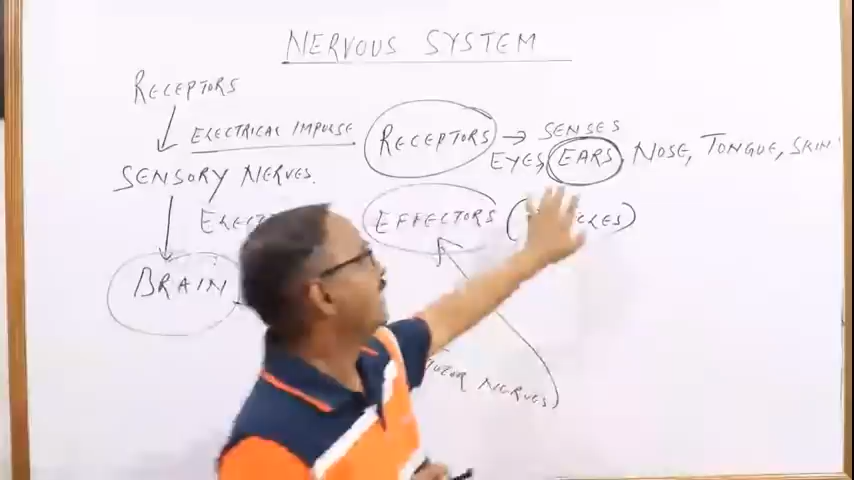 NERVOUS SYSTEM
RECEPTORS
ELECTRICAL IMPULSE
SENSORY NERVES.
BRAIN
RECEPTORS → SENSES
EYES, EARS, NOSE, TONGUE, SKIN
EFFECTORS
NERVES)